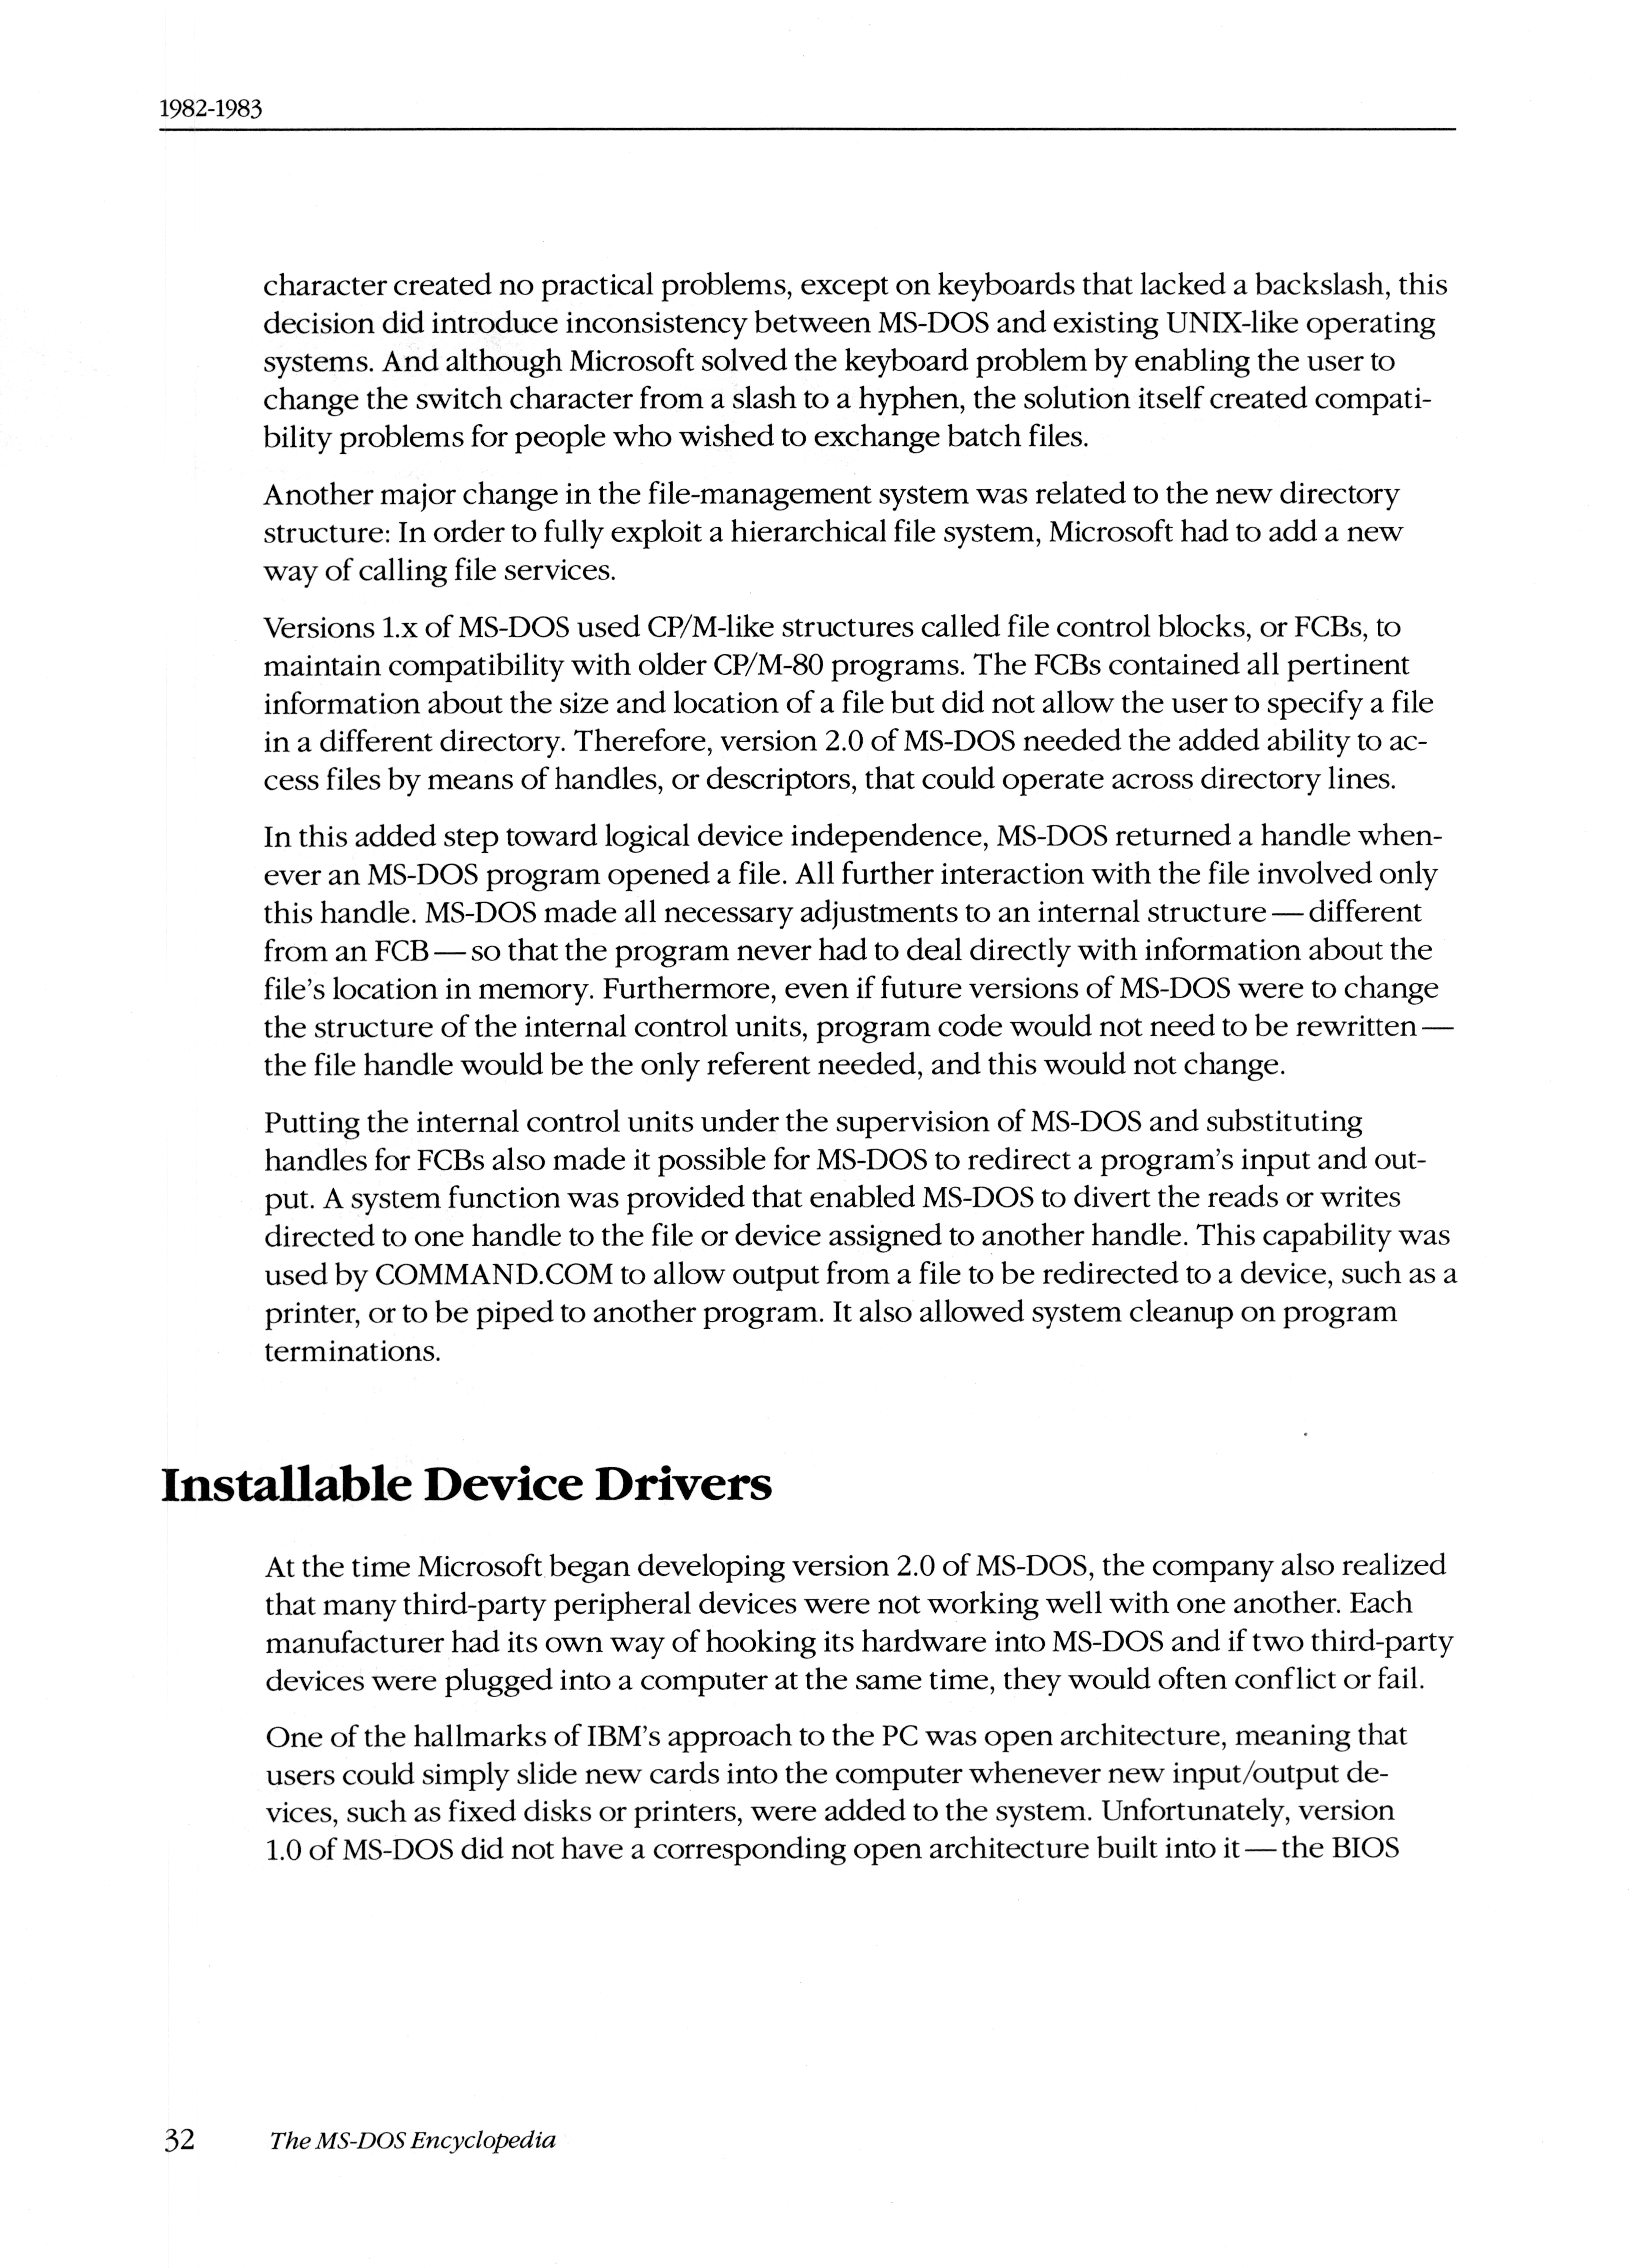 1982-1983
character created no practical problems, except on keyboards that lacked a backslash, this
decision did introduce inconsistency between MS-DOS and existing UNIX-like operating
systems. And although Microsoft solved the keyboard problem by enabling the user to
change the switch character from a slash to a hyphen, the solution itself created compati-
bility problems for people who wished to exchange batch files.
Another major change in the file-management system was related to the new directory
structure: In order to fully exploit a hierarchical file system, Microsoft had to add a new
way of calling file services.
Versions 1.x of MS-DOS used CP/M-like structures called file control blocks, or FCBs, to
maintain compatibility with older CP/M-80 programs. The FCBs contained all pertinent
information about the size and location of a file but did not allow the user to specify a file
in a different directory. Therefore, version 2.0 of MS-DOS needed the added ability to ac-
cess files by means of handles, or descriptors, that could operate across directory lines.
In this added step toward logical device independence, MS-DOS returned a handle when-
ever an MS-DOS program opened a file. All further interaction with the file involved only
this handle. MS-DOS made all necessary adjustments to an internal structure — different
from an FCB — so that the program never had to deal directly with information about the
file's location in memory. Furthermore, even if future versions of MS-DOS were to change
the structure of the internal control units, program code would not need to be rewritten —
the file handle would be the only referent needed, and this would not change.
Putting the internal control units under the supervision of MS-DOS and substituting
handles for FCBs also made it possible for MS-DOS to redirect a program's input and out-
put. A system function was provided that enabled MS-DOS to divert the reads or writes
directed to one handle to the file or device assigned to another handle. This capability was
used by COMMAND.COM to allow output from a file to be redirected to a device, such as a
printer, or to be piped to another program. It also allowed system cleanup on program
terminations.
Installable Device Drivers
At the time Microsoft began developing version 2.0 of MS-DOS, the company also realized
that many third-party peripheral devices were not working well with one another. Each
manufacturer had its own way of hooking its hardware into MS-DOS and if two third-party
devices were plugged into a computer at the same time, they would often conflict or fail.
One of the hallmarks of IBM's approach to the PC was open architecture, meaning that
users could simply slide new cards into the computer whenever new input/output de-
vices, such as fixed disks or printers, were added to the system. Unfortunately, version
1.0 of MS-DOS did not have a corresponding open architecture built into it — the BIOS
32 The MS-DOS Encyclopedia